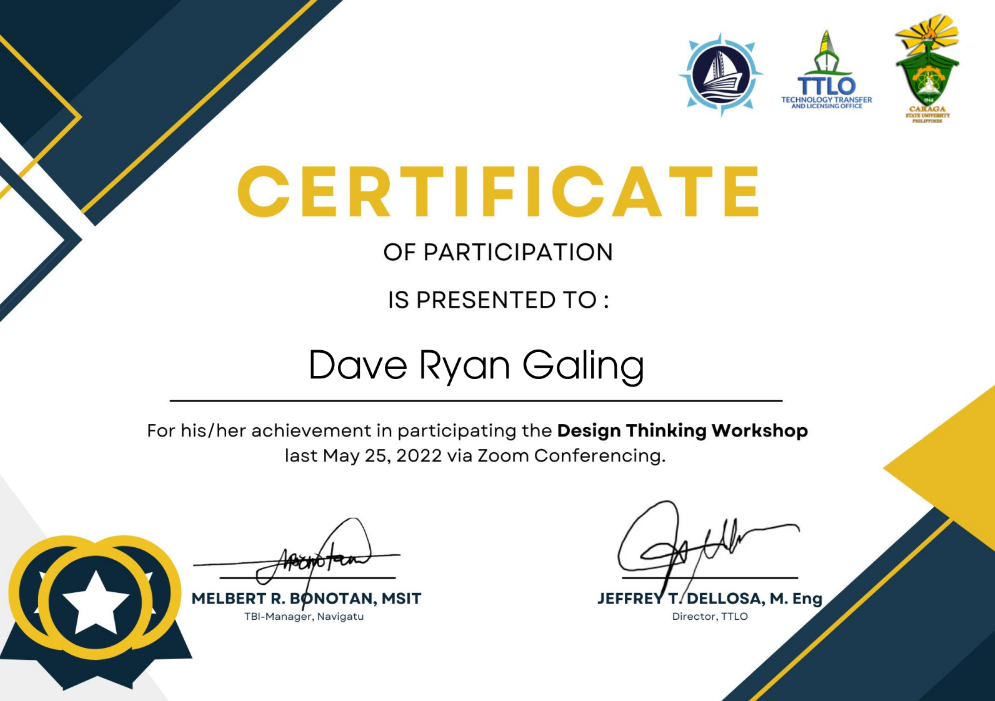 TTLO
TECHNOLOGY TRANSFER
AND LICENSING OFFICE
CARAGA
STATE UNIVERSITY
PHILIPPINES
CERTIFICATE
OF PARTICIPATION
IS PRESENTED TO :
Dave Ryan Galing
For his/her achievement in participating the Design Thinking Workshop
last May 25, 2022 via Zoom Conferencing.
MELBERT R. BONOTAN, MSIT
TBI-Manager, Navigatu
JEFFREY T. DELLOSA, M. Eng
Director, TTLO